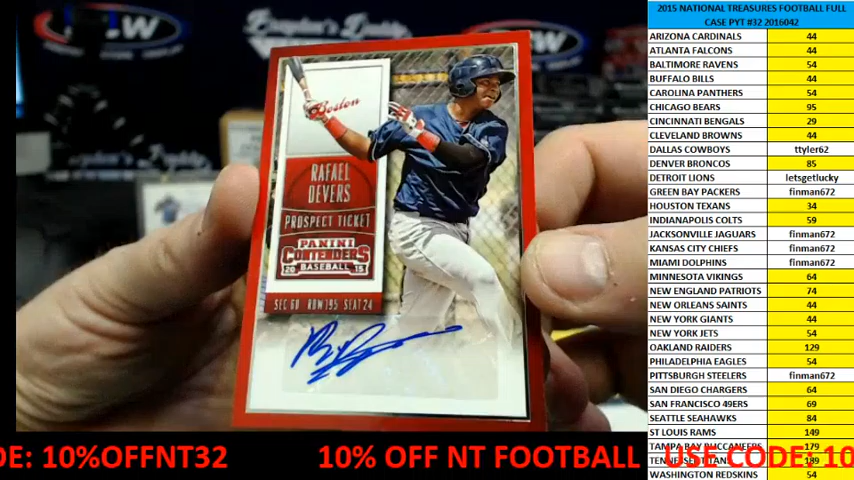 Boston
RAFAEL
DEVERS
PROSPECT TICKET
PANINI
CONTENDERS
2015 BASEBALL
SEC 60 ROW 195 SEAT 24
2015 NATIONAL TREASURES FOOTBALL FULL
CASE PYT #32 2016042
ARIZONA CARDINALS 44
ATLANTA FALCONS 44
BALTIMORE RAVENS 54
BUFFALO BILLS 44
CAROLINA PANTHERS 54
CHICAGO BEARS 95
CINCINNATI BENGALS 29
CLEVELAND BROWNS 44
DALLAS COWBOYS ttyler62
DENVER BRONCOS 85
DETROIT LIONS letsgetlucky
GREEN BAY PACKERS finman672
HOUSTON TEXANS 34
INDIANAPOLIS COLTS 59
JACKSONVILLE JAGUARS finman672
KANSAS CITY CHIEFS finman672
MIAMI DOLPHINS finman672
MINNESOTA VIKINGS 64
NEW ENGLAND PATRIOTS 74
NEW ORLEANS SAINTS 44
NEW YORK GIANTS 44
NEW YORK JETS 54
OAKLAND RAIDERS 129
PHILADELPHIA EAGLES 54
PITTSBURGH STEELERS finman672
SAN DIEGO CHARGERS 64
SAN FRANCISCO 49ERS 69
SEATTLE SEAHAWKS 84
ST LOUIS RAMS 149
TAMPA BAY BUCCANEERS 179
TENNESSEE TITANS 189
WASHINGTON REDSKINS 54
DE: 10%OFFNT32 10% OFF NT FOOTBALL USE CODE: 10